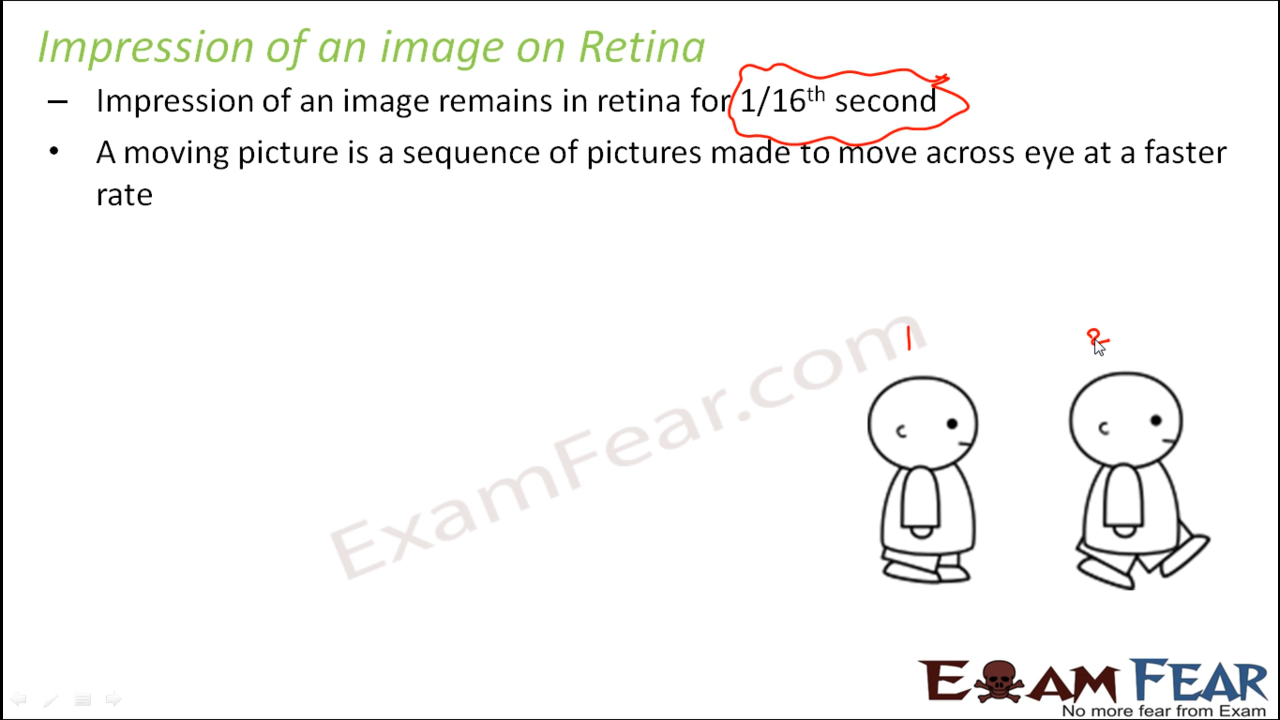 Impression of an image on Retina
– Impression of an image remains in retina for 1/16th second
• A moving picture is a sequence of pictures made to move across eye at a faster
rate
1 2
ExamFear.com
EXAM FEAR
No more fear from Exam